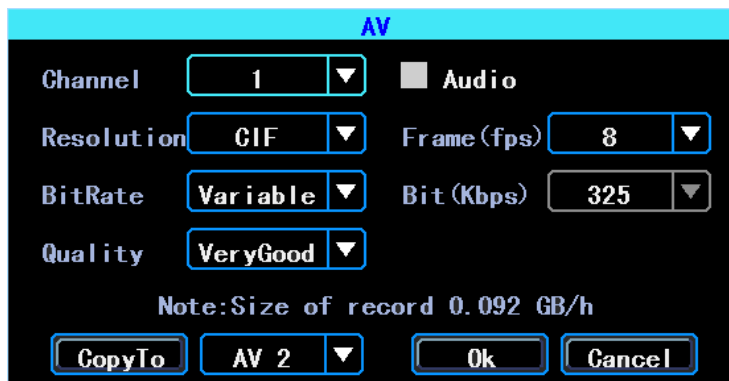 AV
Channel 1 Audio
Resolution CIF Frame(fps) 8
BitRate Variable Bit(Kbps) 325
Quality VeryGood
Note:Size of record 0.092 GB/h
CopyTo AV 2 Ok Cancel